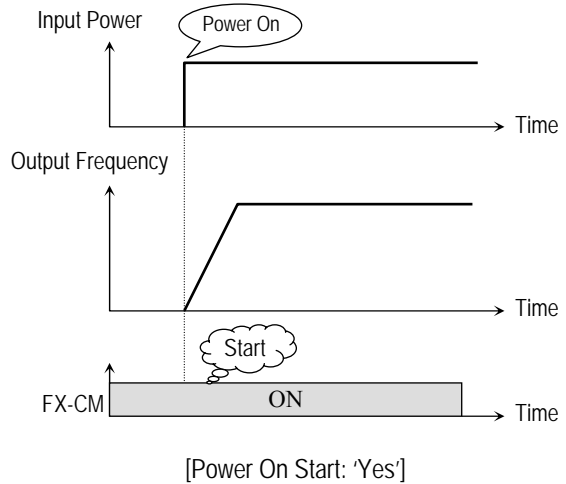 Input Power
Power On
Time
Output Frequency
Time
Start
FX-CM
ON
Time
[Power On Start: 'Yes']